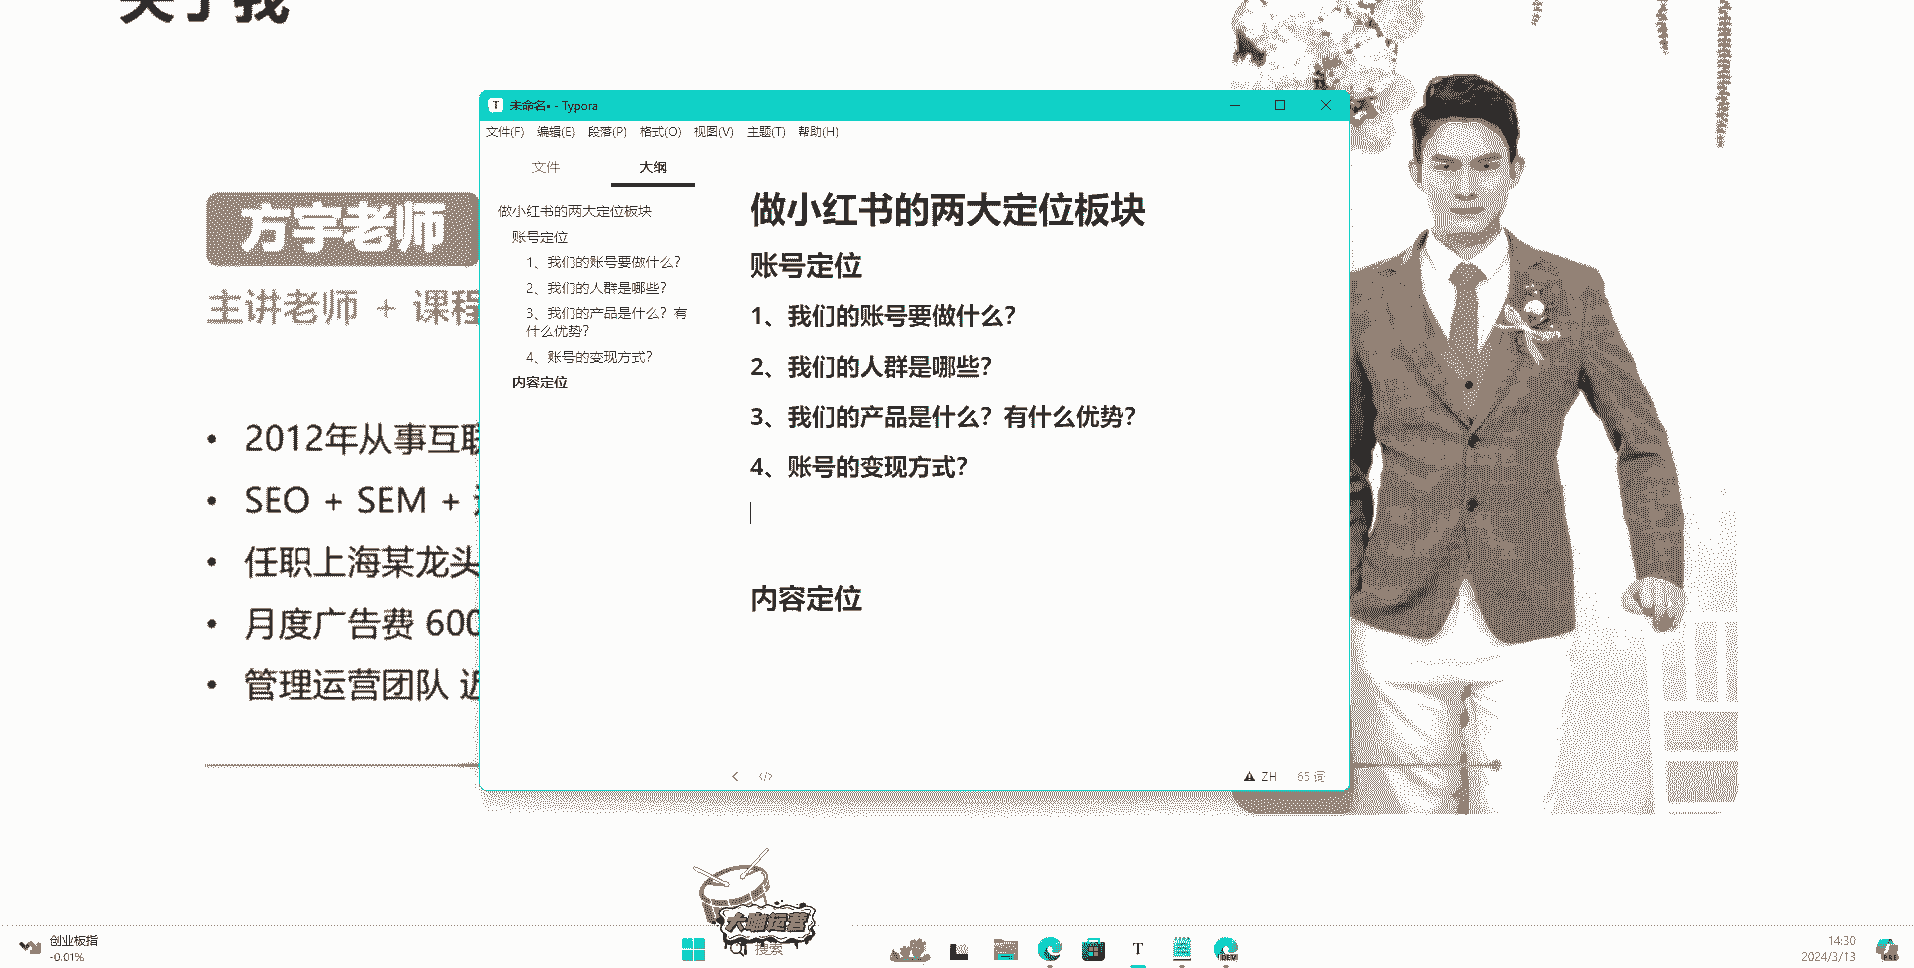 关于我
方宇老师
主讲老师 + 课程
• 2012年从事互联
• SEO + SEM +
• 任职上海某龙头
• 月度广告费 600
• 管理运营团队 近
未命名• - Typora
文件(F) 编辑(E) 段落(P) 格式(O) 视图(V) 主题(T) 帮助(H)
文件 大纲
做小红书的两大定位板块
账号定位
1、我们的账号要做什么？
2、我们的人群是哪些？
3、我们的产品是什么？有
什么优势？
4、账号的变现方式？
内容定位
做小红书的两大定位板块
账号定位
1、我们的账号要做什么？
2、我们的人群是哪些？
3、我们的产品是什么？有什么优势？
4、账号的变现方式？
内容定位
ZH 65 词
大咖运营
创业板指
-0.01%
搜索
T
DEV
14:30
2024/3/13
PRE